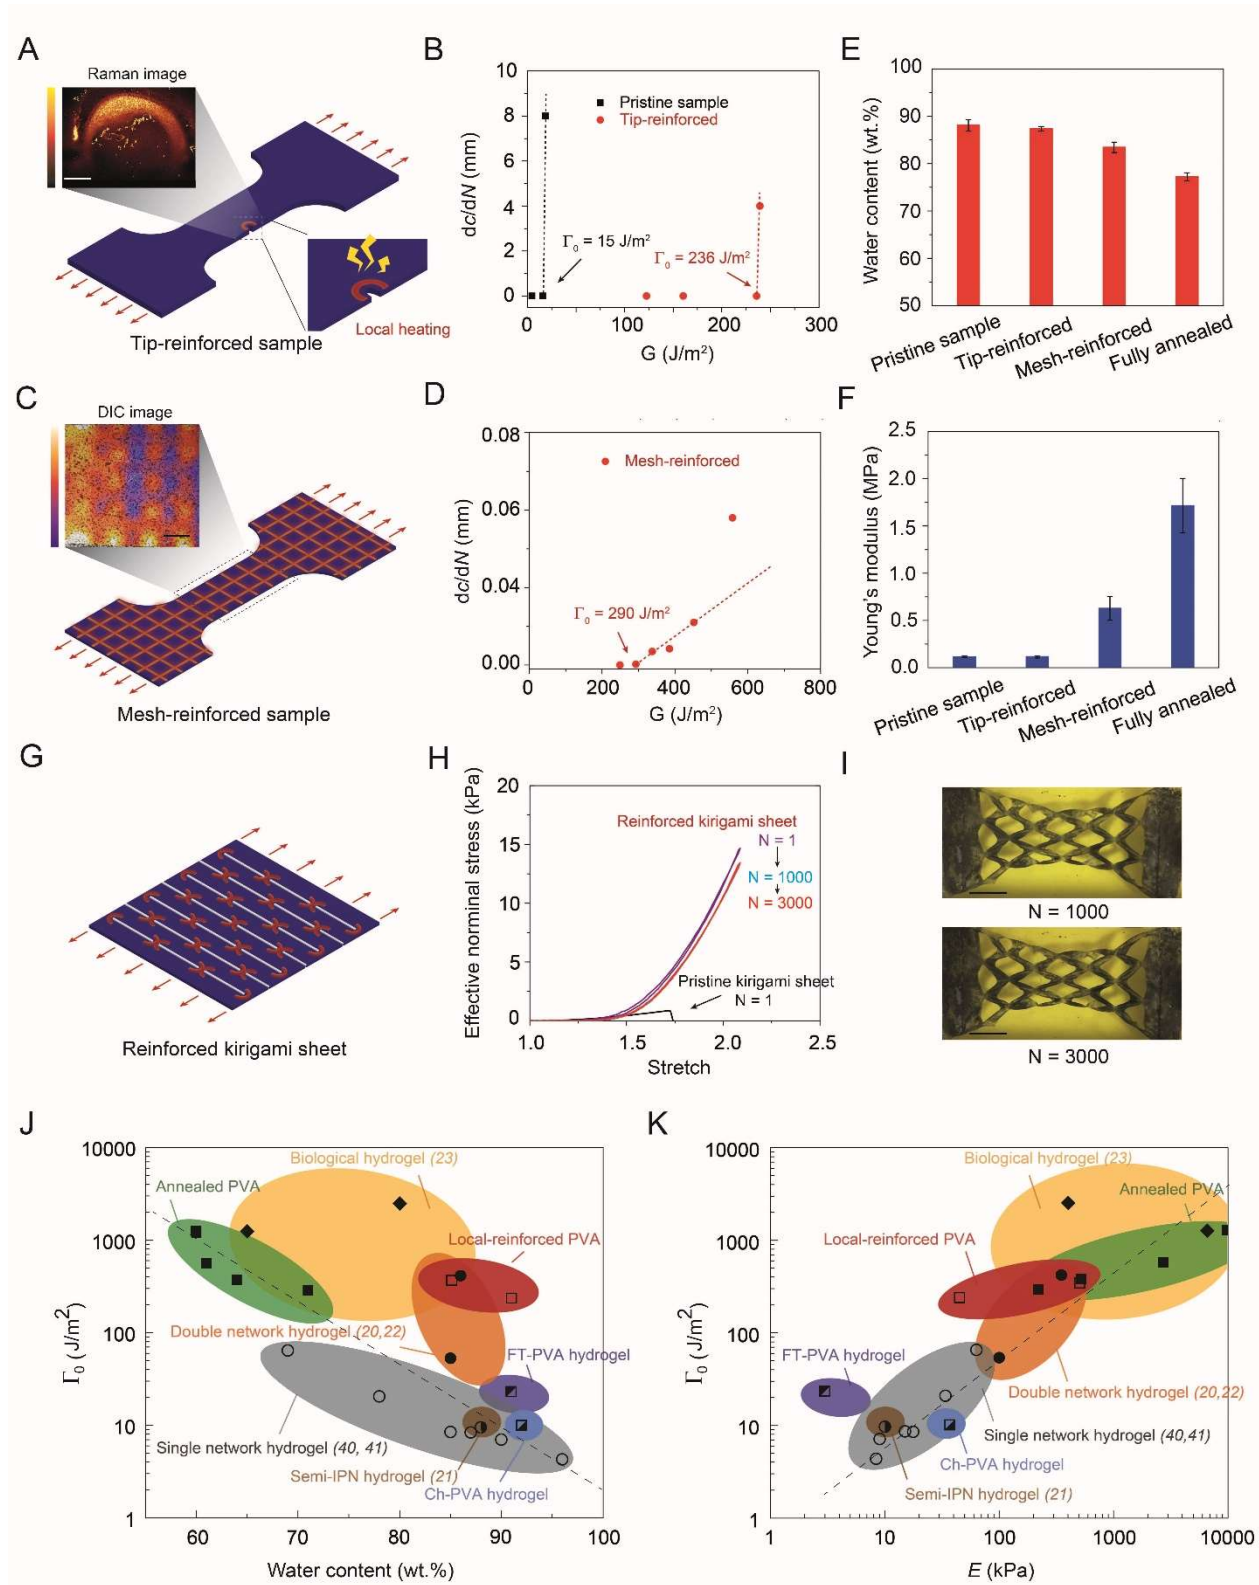 A
Raman image
Local heating
Tip-reinforced sample
B
10
8
6
4
2
0
dc/dN (mm)
Pristine sample
Tip-reinforced
Γ0 = 15 J/m²
Γ0 = 236 J/m²
0
100
200
300
G (J/m²)
E
100
90
80
70
60
50
Water content (wt.%)
Pristine sample
Tip-reinforced
Mesh-reinforced
Fully annealed
C
DIC image
Mesh-reinforced sample
D
0.08
0.04
0.00
dc/dN (mm)
Mesh-reinforced
Γ0 = 290 J/m²
0
200
400
600
800
G (J/m²)
F
2.5
2.0
1.5
1.0
0.5
0.0
Young's modulus (MPa)
Pristine sample
Tip-reinforced
Mesh-reinforced
Fully annealed
G
Reinforced kirigami sheet
H
20
15
10
5
0
Effective norminal stress (kPa)
Reinforced kirigami sheet
N = 1
N = 1000
N = 3000
Pristine kirigami sheet
N = 1
1.0
1.5
2.0
2.5
Stretch
I
N = 1000
N = 3000
J
10000
1000
100
10
1
Γ0 (J/m²)
Biological hydrogel (23)
Annealed PVA
Local-reinforced PVA
Double network hydrogel (20,22)
FT-PVA hydrogel
Single network hydrogel (40, 41)
Semi-IPN hydrogel (21)
Ch-PVA hydrogel
60
70
80
90
100
Water content (wt.%)
K
10000
1000
100
10
1
Γ0 (J/m²)
Biological hydrogel (23)
Annealed PVA
Local-reinforced PVA
FT-PVA hydrogel
Double network hydrogel (20,22)
Single network hydrogel (40,41)
Ch-PVA hydrogel
Semi-IPN hydrogel (21)
1
10
100
1000
10000
E (kPa)